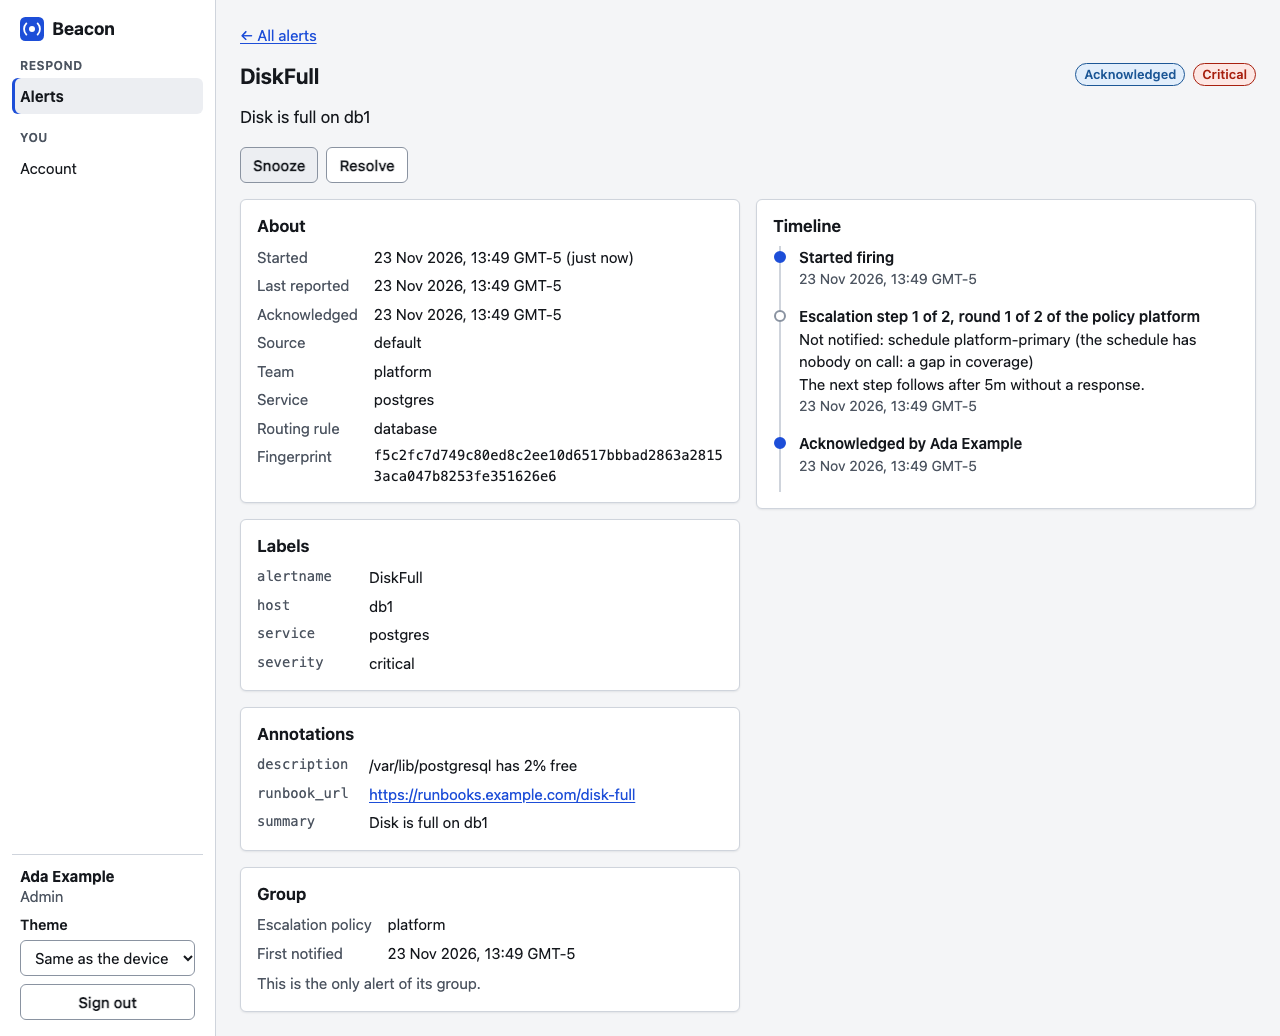 Beacon
RESPOND
Alerts
YOU
Account
Ada Example
Admin
Theme
Same as the device
Sign out
← All alerts
DiskFull
Acknowledged
Critical
Disk is full on db1
Snooze
Resolve
About
Started 23 Nov 2026, 13:49 GMT-5 (just now)
Last reported 23 Nov 2026, 13:49 GMT-5
Acknowledged 23 Nov 2026, 13:49 GMT-5
Source default
Team platform
Service postgres
Routing rule database
Fingerprint f5c2fc7d749c80ed8c2ee10d6517bbbad2863a2815
3aca047b8253fe351626e6
Labels
alertname DiskFull
host db1
service postgres
severity critical
Annotations
description /var/lib/postgresql has 2% free
runbook_url https://runbooks.example.com/disk-full
summary Disk is full on db1
Group
Escalation policy platform
First notified 23 Nov 2026, 13:49 GMT-5
This is the only alert of its group.
Timeline
Started firing
23 Nov 2026, 13:49 GMT-5
Escalation step 1 of 2, round 1 of 2 of the policy platform
Not notified: schedule platform-primary (the schedule has
nobody on call: a gap in coverage)
The next step follows after 5m without a response.
23 Nov 2026, 13:49 GMT-5
Acknowledged by Ada Example
23 Nov 2026, 13:49 GMT-5